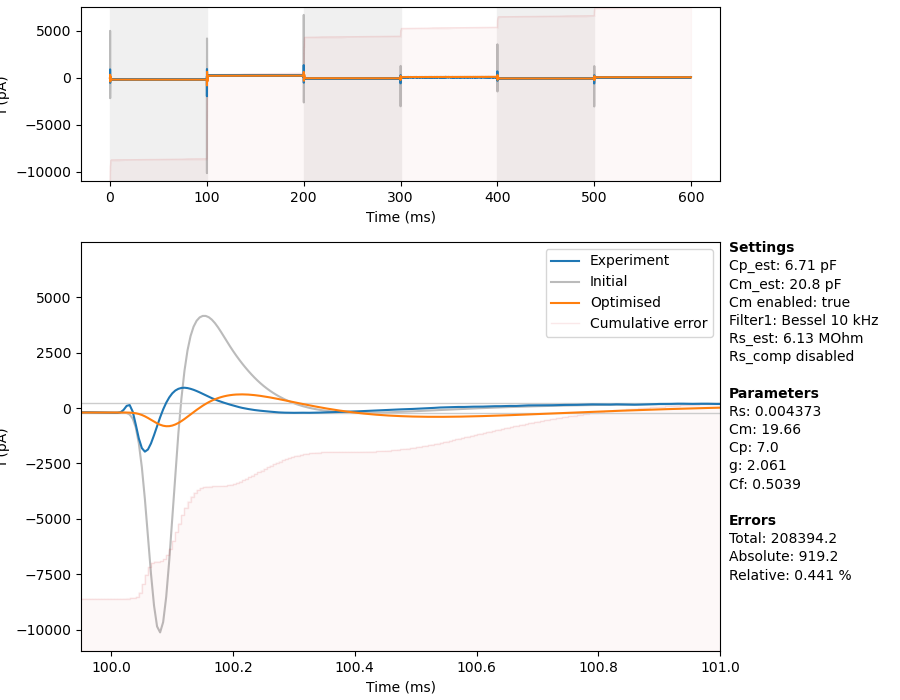 5000
0
−5000
−10000
I (pA)
0
100
200
300
400
500
600
Time (ms)
5000
2500
0
−2500
−5000
−7500
−10000
I (pA)
100.0
100.2
100.4
100.6
100.8
101.0
Time (ms)
Experiment
Initial
Optimised
Cumulative error
Settings
Cp_est: 6.71 pF
Cm_est: 20.8 pF
Cm enabled: true
Filter1: Bessel 10 kHz
Rs_est: 6.13 MOhm
Rs_comp disabled
Parameters
Rs: 0.004373
Cm: 19.66
Cp: 7.0
g: 2.061
Cf: 0.5039
Errors
Total: 208394.2
Absolute: 919.2
Relative: 0.441 %